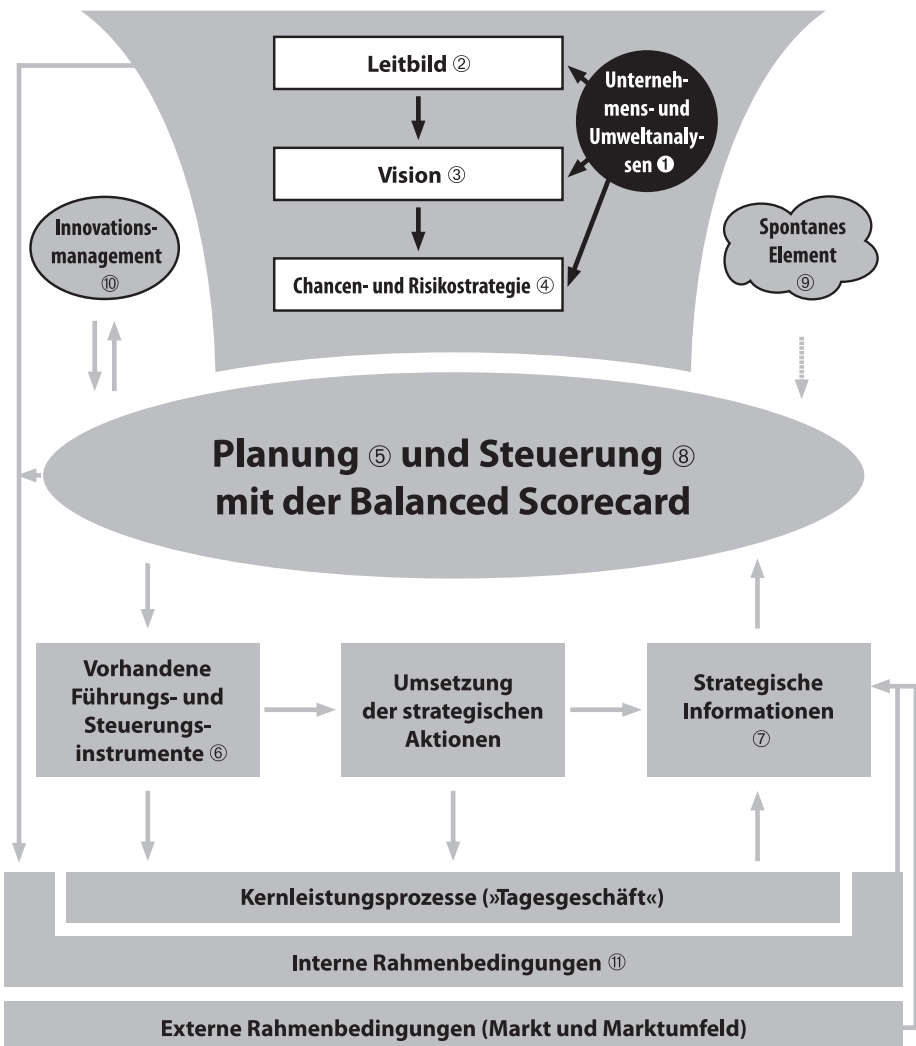 Leitbild ②
Unterneh-
mens- und
Umweltanaly-
sen ❶
Vision ③
Chancen- und Risikostrategie ④
Innovations-
management
⑩
Spontanes
Element
⑨
Planung ⑤ und Steuerung ⑧
mit der Balanced Scorecard
Vorhandene
Führungs- und
Steuerungs-
instrumente ⑥
Umsetzung
der strategischen
Aktionen
Strategische
Informationen
⑦
Kernleistungsprozesse (»Tagesgeschäft«)
Interne Rahmenbedingungen ⑪
Externe Rahmenbedingungen (Markt und Marktumfeld)